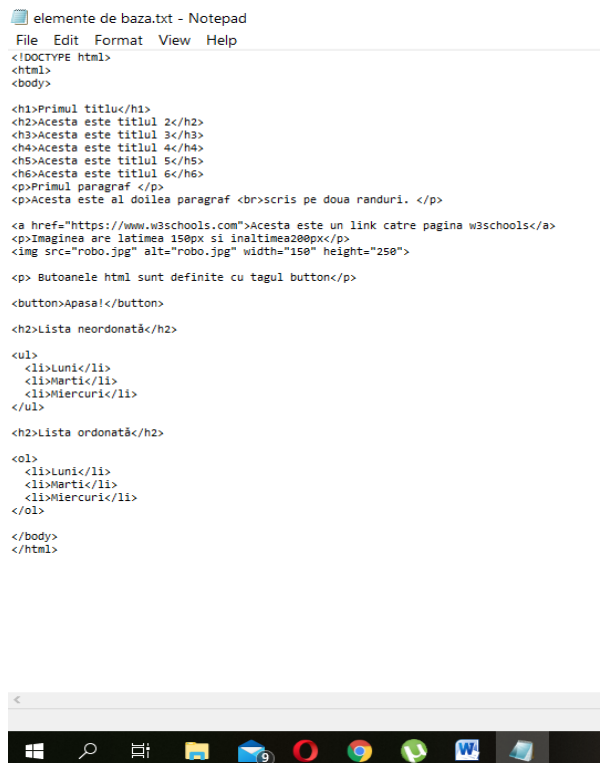 elemente de baza.txt - Notepad
File Edit Format View Help
<!DOCTYPE html>
<html>
<body>
<h1>Primul titlu</h1>
<h2>Acesta este titlul 2</h2>
<h3>Acesta este titlul 3</h3>
<h4>Acesta este titlul 4</h4>
<h5>Acesta este titlul 5</h5>
<h6>Acesta este titlul 6</h6>
<p>Primul paragraf </p>
<p>Acesta este al doilea paragraf <br>scris pe doua randuri. </p>
<a href="https://www.w3schools.com">Acesta este un link catre pagina w3schools</a>
<p>Imaginea are latimea 150px si inaltimea200px</p>
<img src="robo.jpg" alt="robo.jpg" width="150" height="250">
<p> Butoanele html sunt definite cu tagul button</p>
<button>Apasa!</button>
<h2>Lista neordonată</h2>
<ul>
  <li>Luni</li>
  <li>Marti</li>
  <li>Miercuri</li>
</ul>
<h2>Lista ordonată</h2>
<ol>
  <li>Luni</li>
  <li>Marti</li>
  <li>Miercuri</li>
</ol>
</body>
</html>
9
W